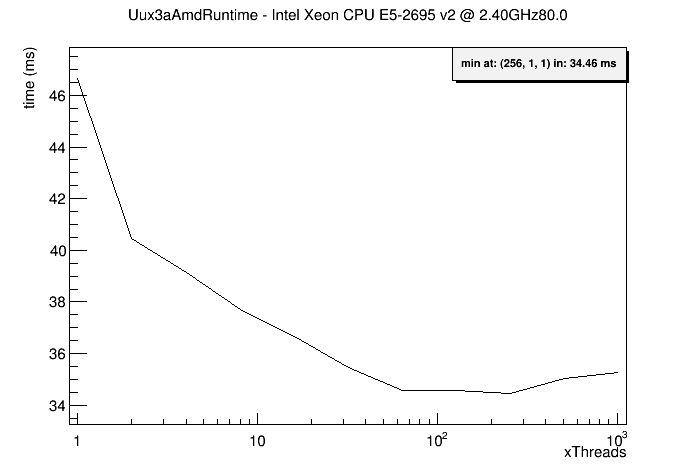 Uux3aAmdRuntime - Intel Xeon CPU E5-2695 v2 @ 2.40GHz80.0
time (ms)
min at: (256, 1, 1) in: 34.46 ms
46
44
42
40
38
36
34
1 10 10² 10³
xThreads